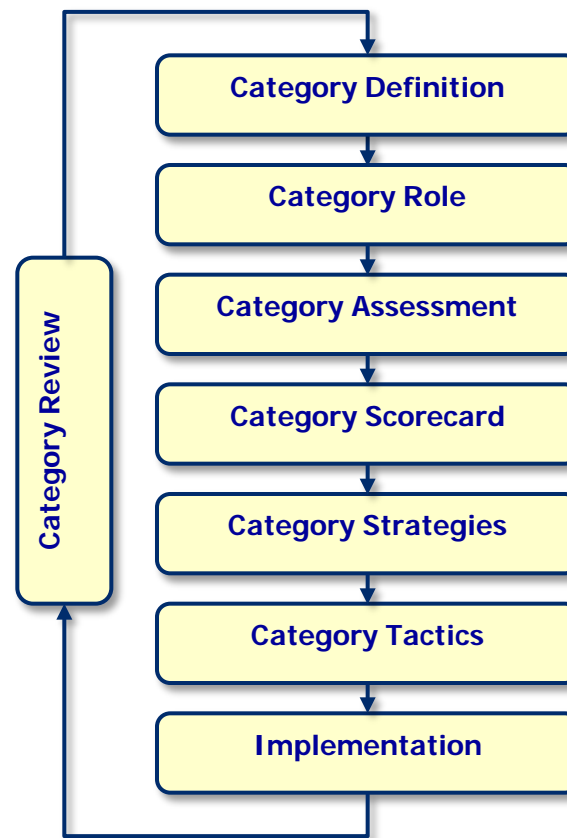 Category Definition
Category Role
Category Assessment
Category Scorecard
Category Strategies
Category Tactics
Implementation
Category Review